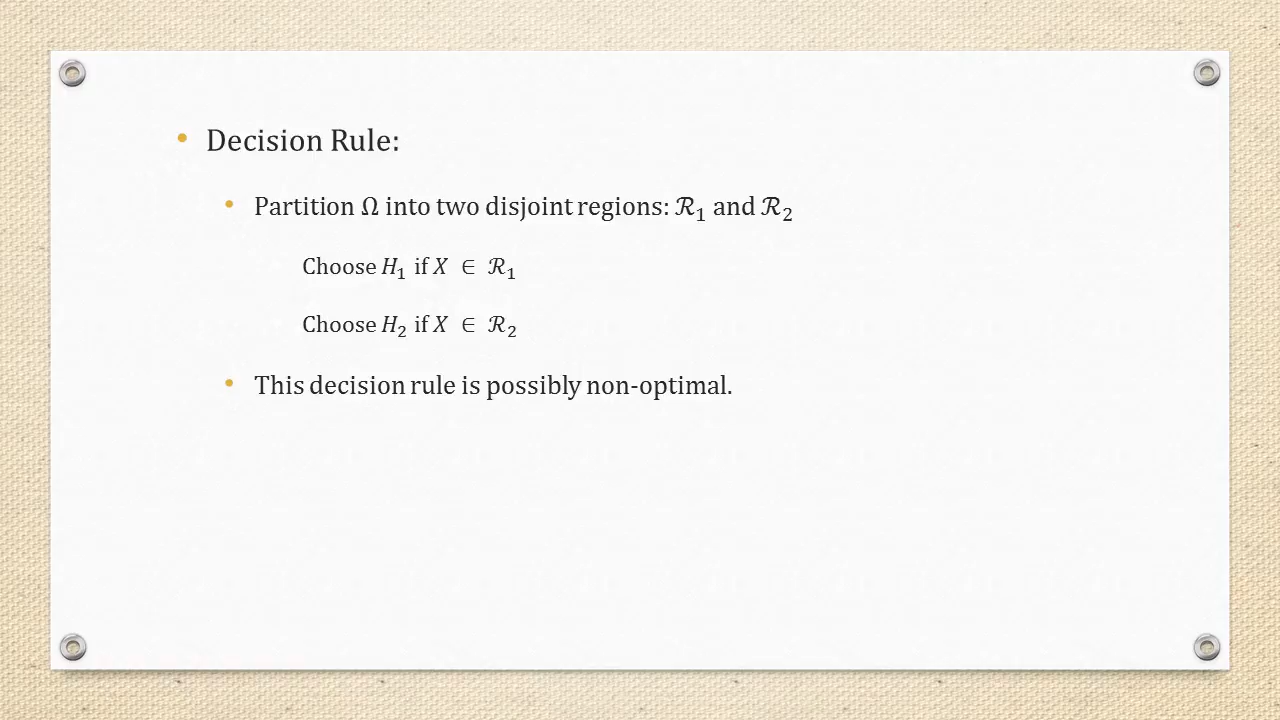 • Decision Rule:
• Partition Ω into two disjoint regions: ℛ₁ and ℛ₂
Choose H₁ if X ∈ ℛ₁
Choose H₂ if X ∈ ℛ₂
• This decision rule is possibly non-optimal.